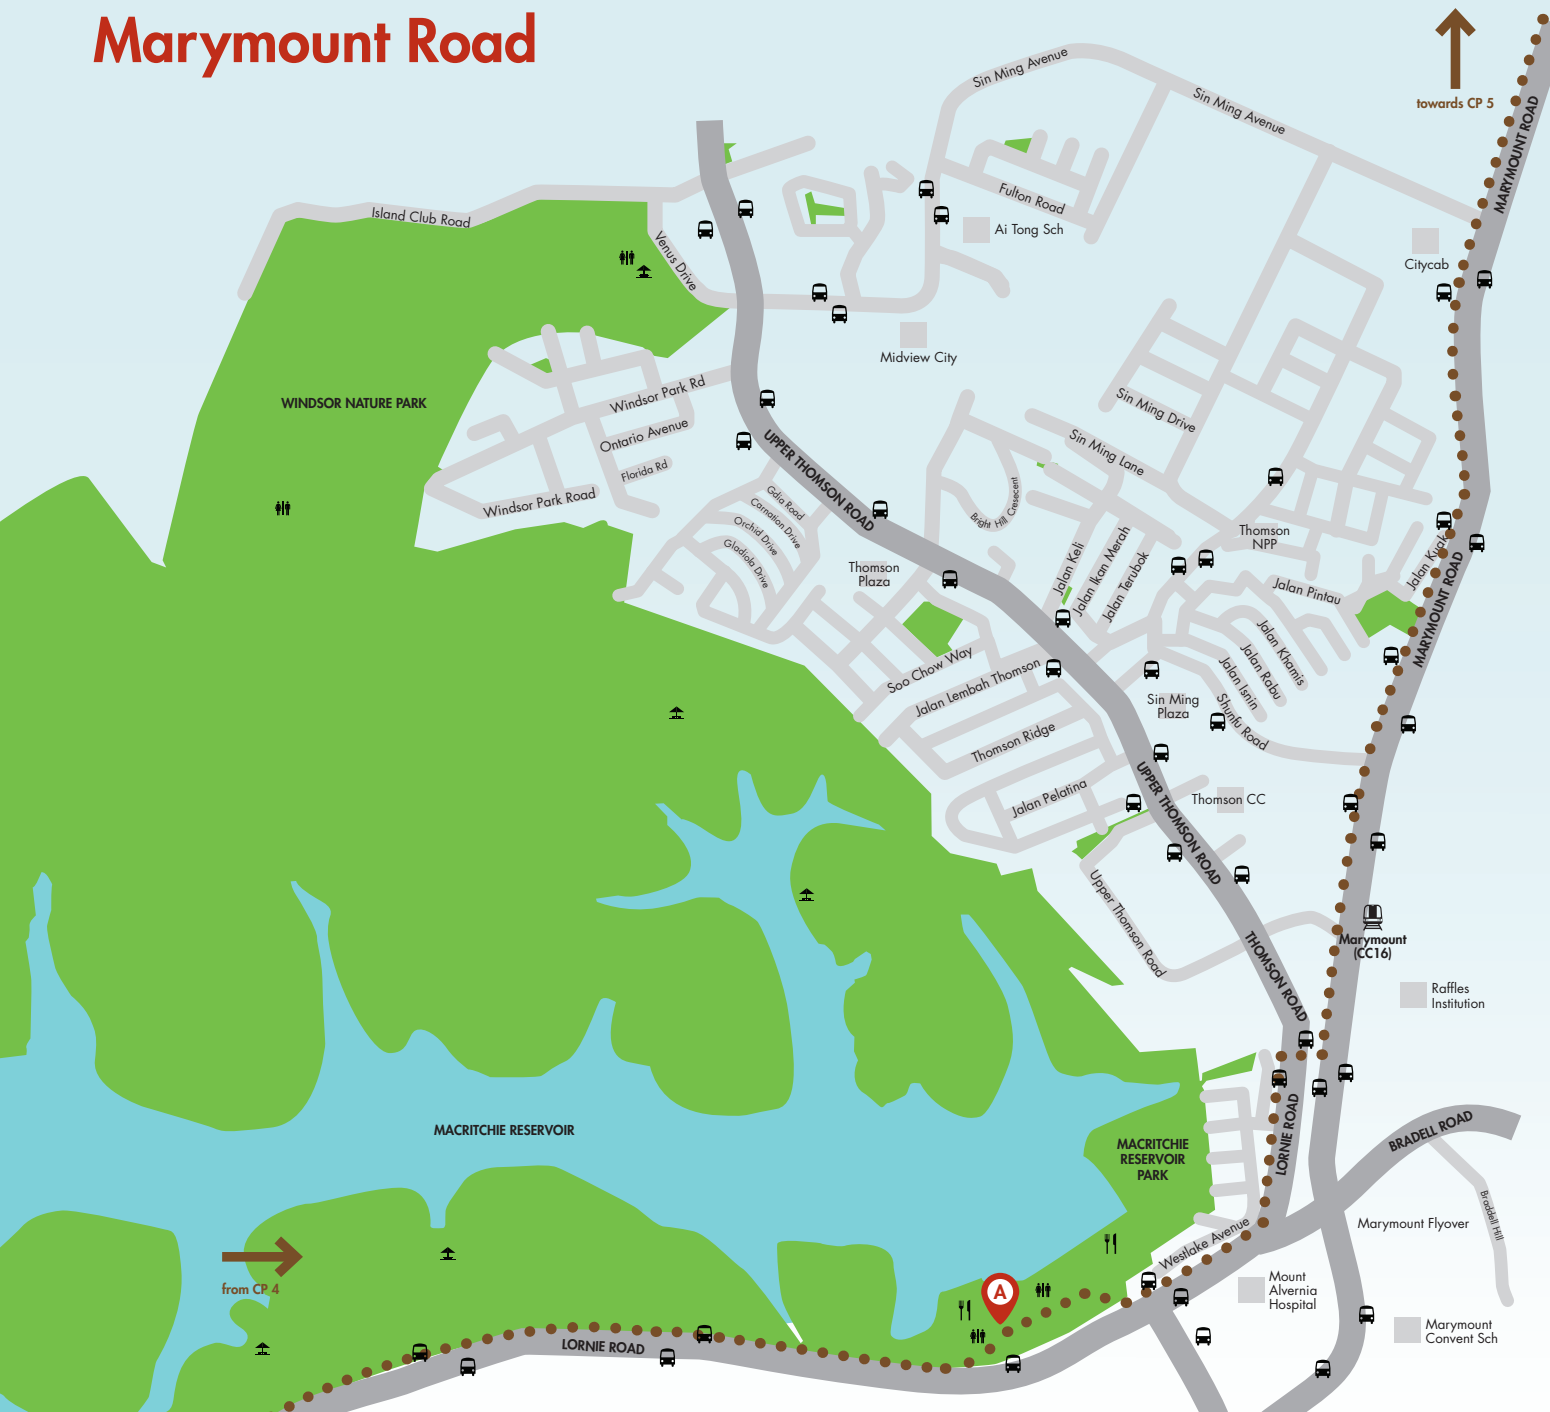 Marymount Road
towards CP 5
Sin Ming Avenue
Sin Ming Avenue
MARYMOUNT ROAD
Island Club Road
Venus Drive
Fulton Road
Ai Tong Sch
Citycab
Midview City
WINDSOR NATURE PARK
Windsor Park Rd
Ontario Avenue
Florida Rd
Windsor Park Road
UPPER THOMSON ROAD
Sin Ming Drive
Sin Ming Lane
Bright Hill Cresecent
Gdia Road
Carnation Drive
Orchid Drive
Gladiola Drive
Thomson
Plaza
Thomson
NPP
Jalan Keli
Jalan Ikan Merah
Jalan Terubok
Jalan Pintau
Jalan Kuak
MARYMOUNT ROAD
Jalan Khamis
Jalan Rabu
Jalan Isnin
Shunfu Road
Soo Chow Way
Jalan Lembah Thomson
Sin Ming
Plaza
Thomson Ridge
Jalan Pelatina
UPPER THOMSON ROAD
Thomson CC
Upper Thomson Road
THOMSON ROAD
Marymount
(CC16)
Raffles
Institution
LORNIE ROAD
BRADELL ROAD
MACRITCHIE RESERVOIR
MACRITCHIE
RESERVOIR
PARK
Braddell Hill
Marymount Flyover
Westlake Avenue
Mount
Alvernia
Hospital
from CP 4
A
Marymount
Convent Sch
LORNIE ROAD